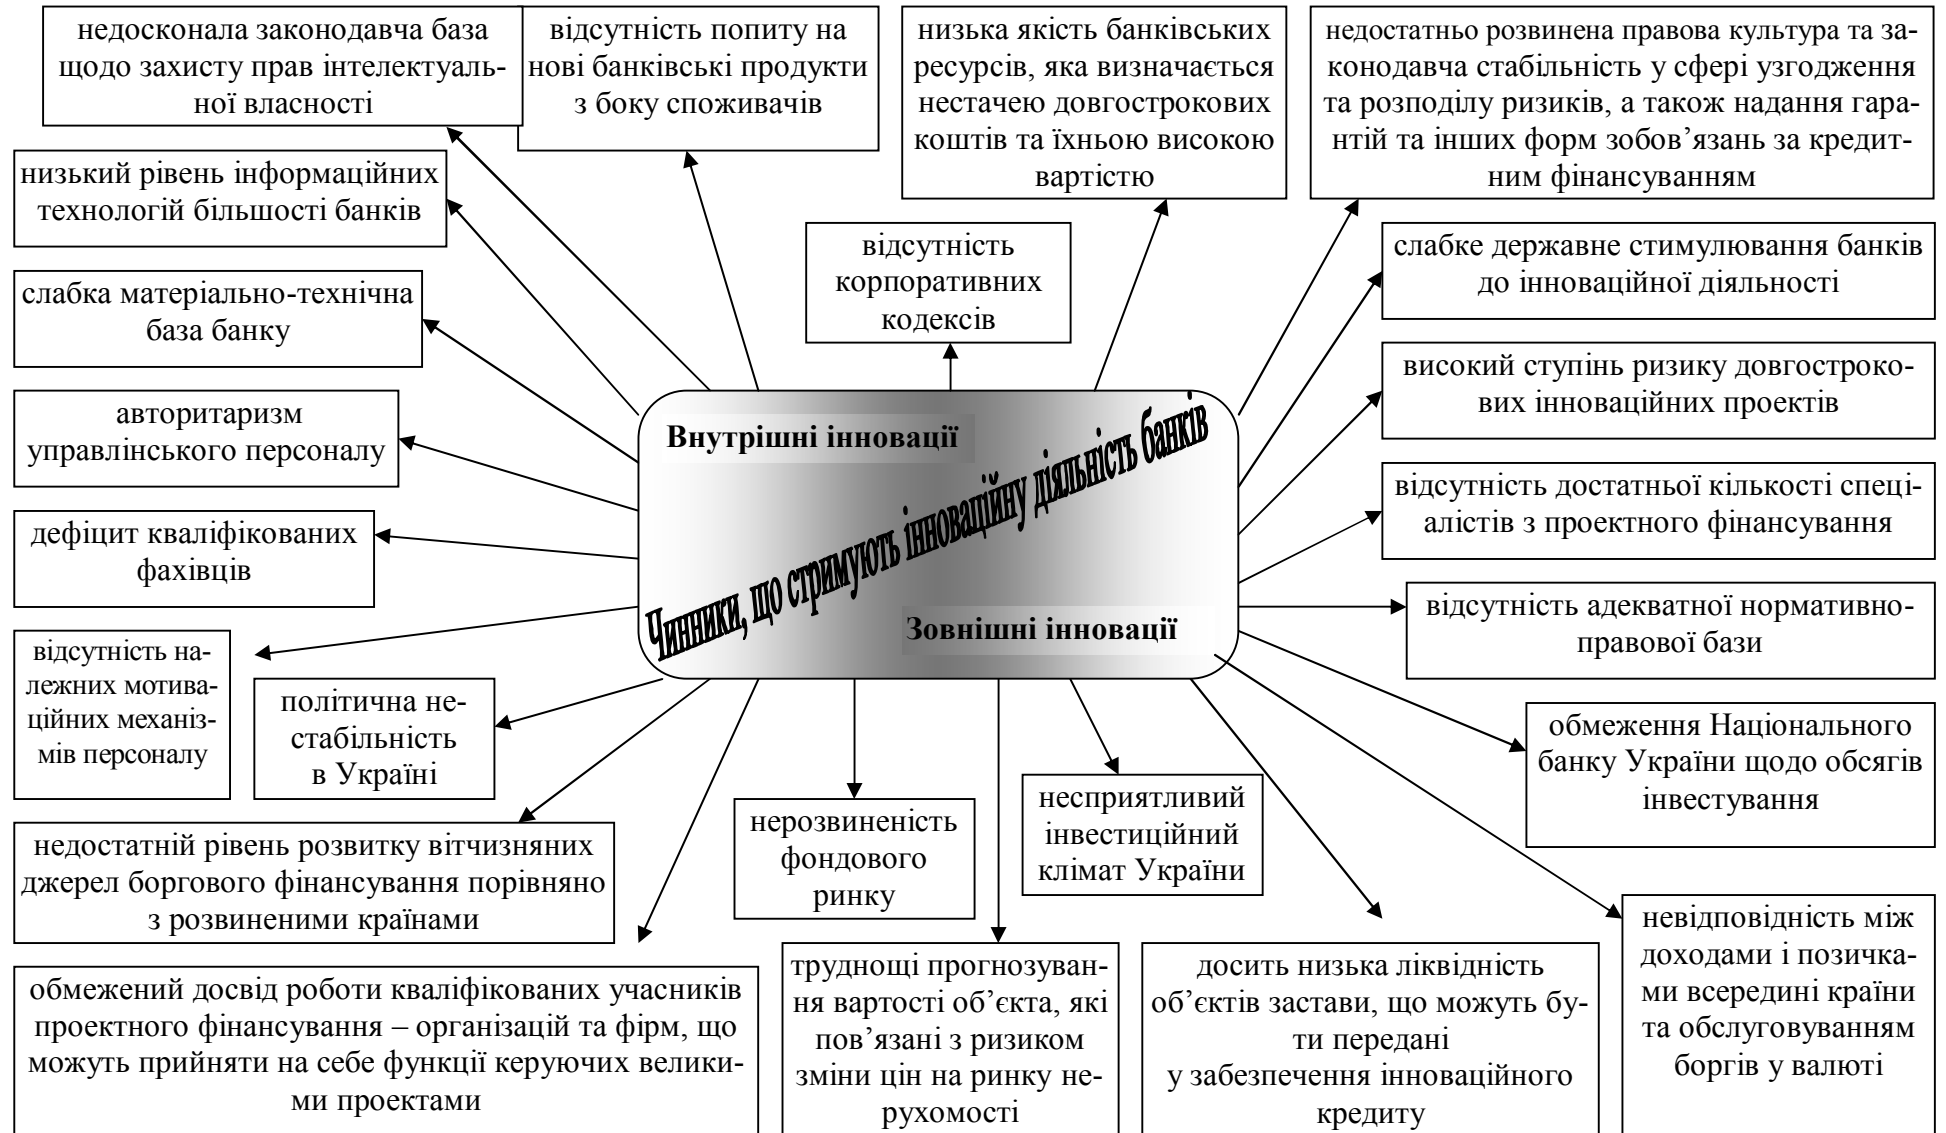 недосконала законодавча база
щодо захисту прав інтелектуаль-
ної власності
відсутність попиту на
нові банківські продукти
з боку споживачів
низька якість банківських
ресурсів, яка визначається
нестачею довгострокових
коштів та їхньою високою
вартістю
недостатньо розвинена правова культура та за-
конодавча стабільність у сфері узгодження
та розподілу ризиків, а також надання гара-
нтій та інших форм зобов’язань за кредит-
ним фінансуванням
низький рівень інформаційних
технологій більшості банків
відсутність
корпоративних
кодексів
слабке державне стимулювання банків
до інноваційної діяльності
слабка матеріально-технічна
база банку
високий ступінь ризику довгостроко-
вих інноваційних проектів
авторитаризм
управлінського персоналу
Внутрішні інновації
Чинники, що стримують інноваційну діяльність банків
Зовнішні інновації
відсутність достатньої кількості спеці-
алістів з проектного фінансування
дефіцит кваліфікованих
фахівців
відсутність адекватної нормативно-
правової бази
відсутність на-
лежних мотива-
ційних механіз-
мів персоналу
політична не-
стабільність
в Україні
обмеження Національного
банку України щодо обсягів
інвестування
недостатній рівень розвитку вітчизняних
джерел боргового фінансування порівняно
з розвиненими країнами
нерозвиненість
фондового
ринку
несприятливий
інвестиційний
клімат України
невідповідність між
доходами і позичка-
ми всередині країни
та обслуговуванням
боргів у валюті
обмежений досвід роботи кваліфікованих учасників
проектного фінансування – організацій та фірм, що
можуть прийняти на себе функції керуючих велики-
ми проектами
труднощі прогнозуван-
ня вартості об’єкта, які
пов’язані з ризиком
зміни цін на ринку не-
рухомості
досить низька ліквідність
об’єктів застави, що можуть бу-
ти передані
у забезпечення інноваційного
кредиту